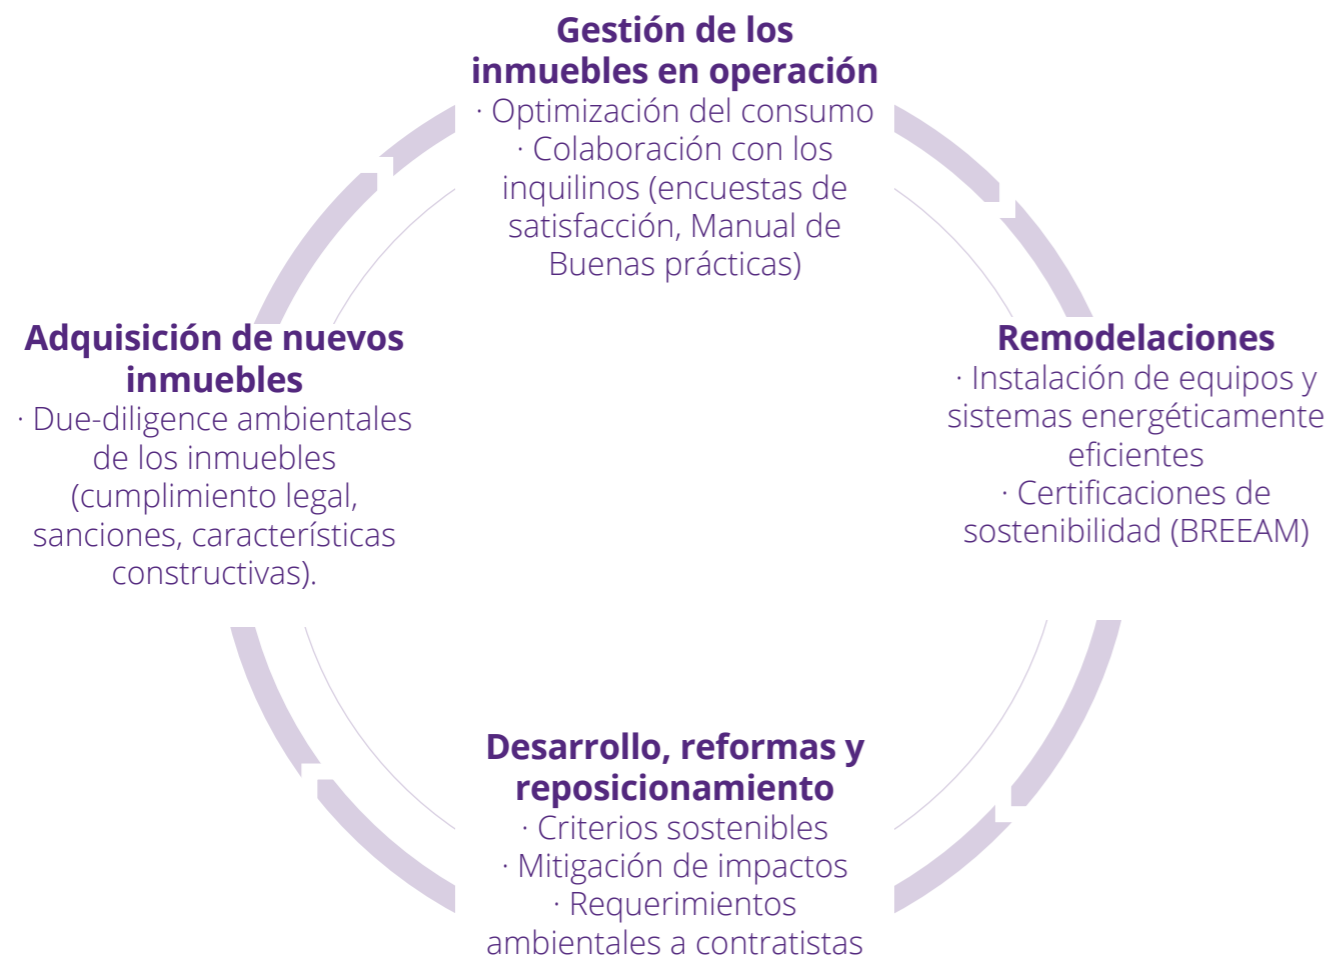 Gestión de los
inmuebles en operación
· Optimización del consumo
· Colaboración con los
inquilinos (encuestas de
satisfacción, Manual de
Buenas prácticas)
Adquisición de nuevos
inmuebles
· Due-diligence ambientales
de los inmuebles
(cumplimiento legal,
sanciones, características
constructivas).
Remodelaciones
· Instalación de equipos y
sistemas energéticamente
eficientes
· Certificaciones de
sostenibilidad (BREEAM)
Desarrollo, reformas y
reposicionamiento
· Criterios sostenibles
· Mitigación de impactos
· Requerimientos
ambientales a contratistas